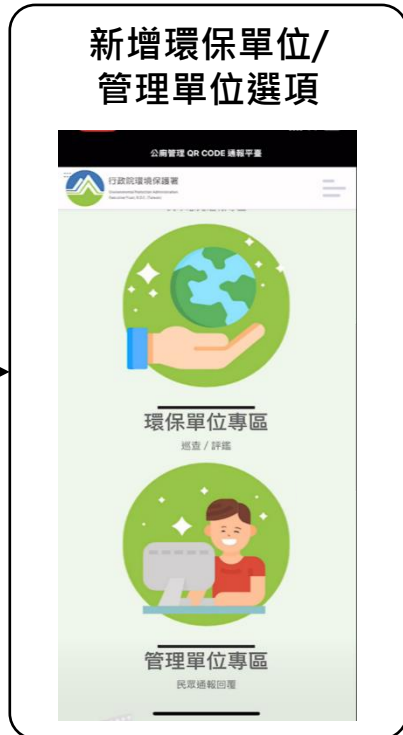 新增環保單位/
管理單位選項
公廁管理 QR CODE 通報平臺
行政院環境保護署
環保單位專區
巡查 / 評鑑
管理單位專區
民眾通報回覆